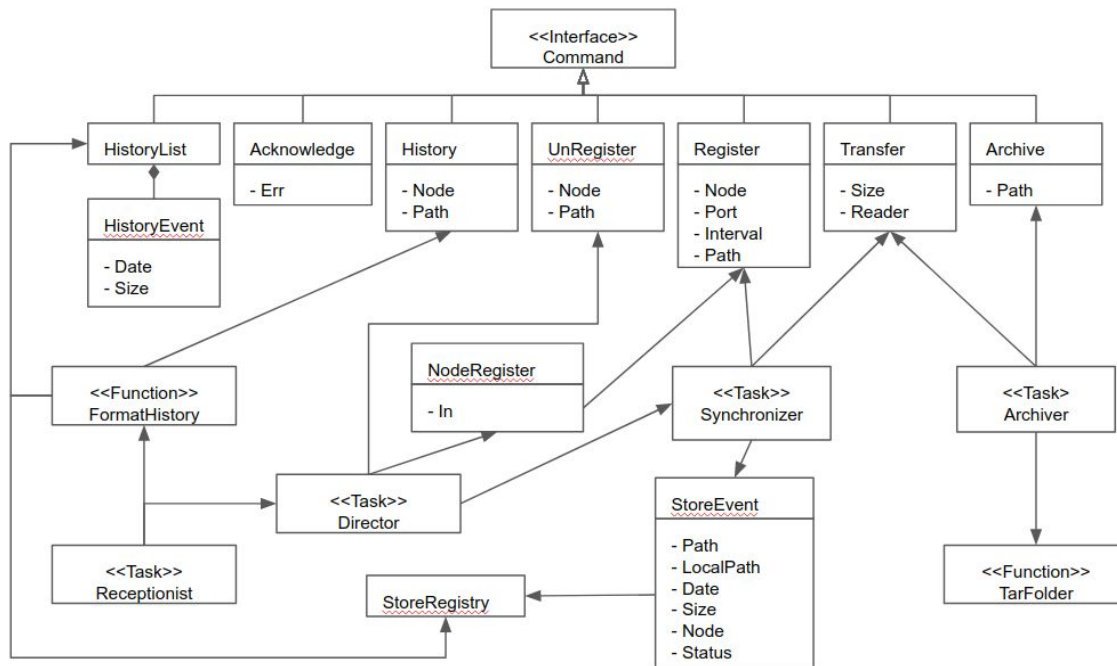 <<Interface>>
Command
HistoryList
Acknowledge
- Err
History
- Node
- Path
UnRegister
- Node
- Path
Register
- Node
- Port
- Interval
- Path
Transfer
- Size
- Reader
Archive
- Path
HistoryEvent
- Date
- Size
<<Function>>
FormatHistory
NodeRegister
- In
<<Task>>
Synchronizer
<<Task>
Archiver
<<Task>>
Director
StoreEvent
- Path
- LocalPath
- Date
- Size
- Node
- Status
<<Task>>
Receptionist
StoreRegistry
<<Function>>
TarFolder